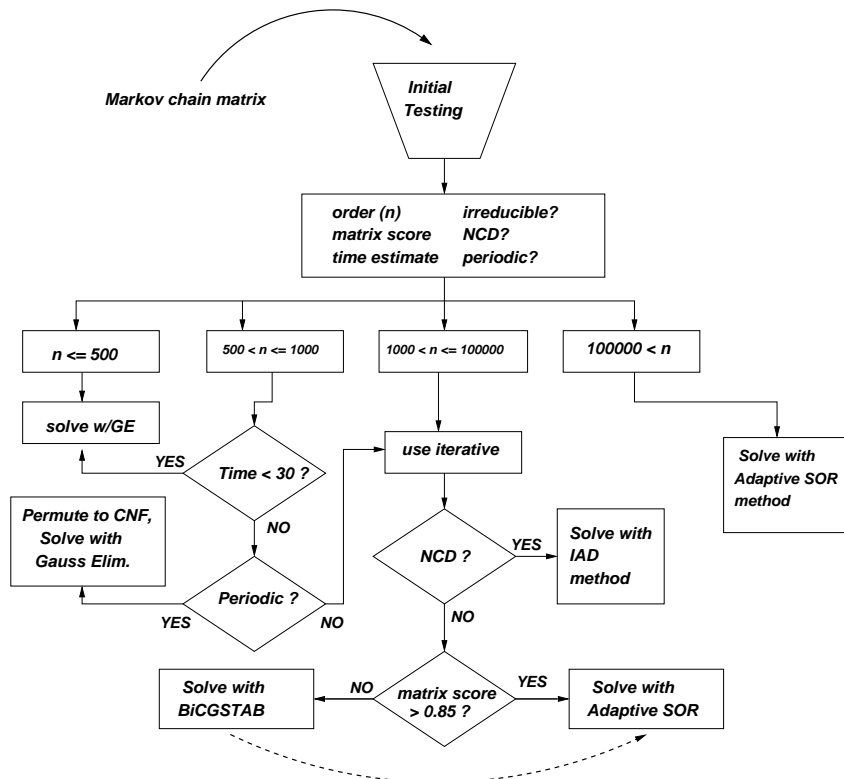 Markov chain matrix
Initial
Testing
order (n) irreducible?
matrix score NCD?
time estimate periodic?
n <= 500
500 < n <= 1000
1000 < n <= 100000
100000 < n
solve w/GE
YES
Time < 30 ?
NO
use iterative
Solve with
Adaptive SOR
method
Permute to CNF,
Solve with
Gauss Elim.
YES
Periodic ?
NO
NCD ?
YES
NO
Solve with
IAD
method
Solve with
BiCGSTAB
NO
matrix score
> 0.85 ?
YES
Solve with
Adaptive SOR